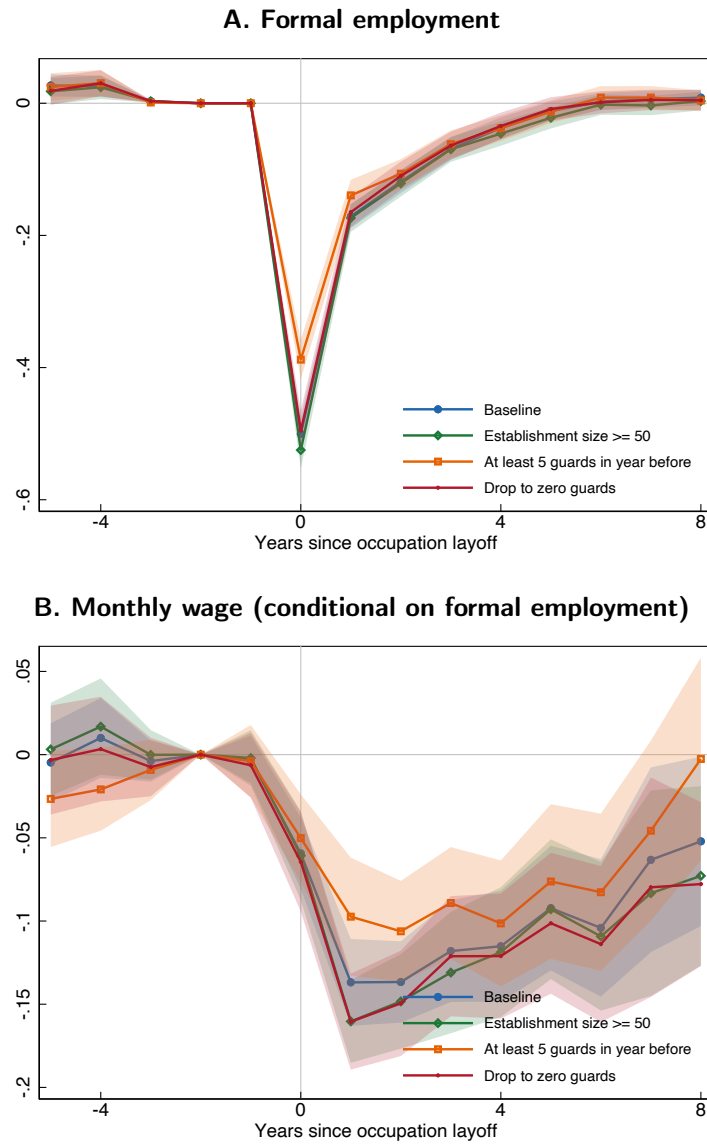 A. Formal employment
0
-.2
-.4
-.6
Baseline
Establishment size >= 50
At least 5 guards in year before
Drop to zero guards
-4
0
4
8
Years since occupation layoff
B. Monthly wage (conditional on formal employment)
.05
0
-.05
-.1
-.15
-.2
Baseline
Establishment size >= 50
At least 5 guards in year before
Drop to zero guards
-4
0
4
8
Years since occupation layoff